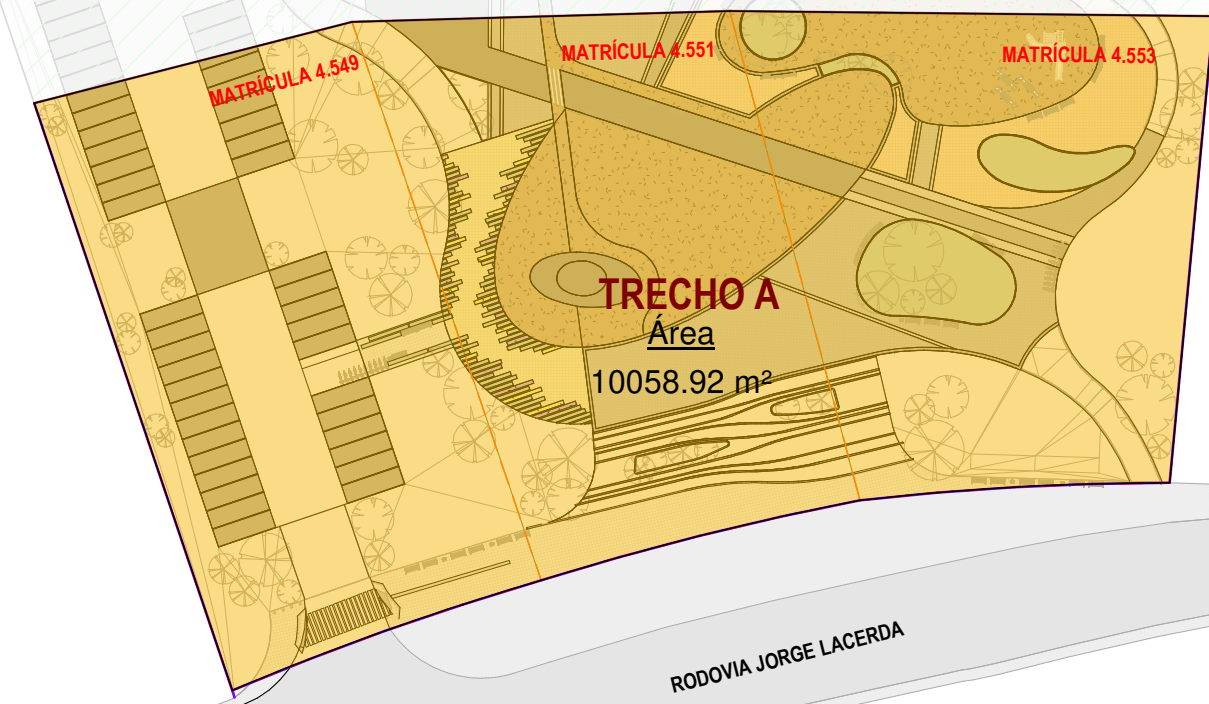 MATRÍCULA 4.549
MATRÍCULA 4.551
MATRÍCULA 4.553
TRECHO A
Área
10058.92 m²
RODOVIA JORGE LACERDA